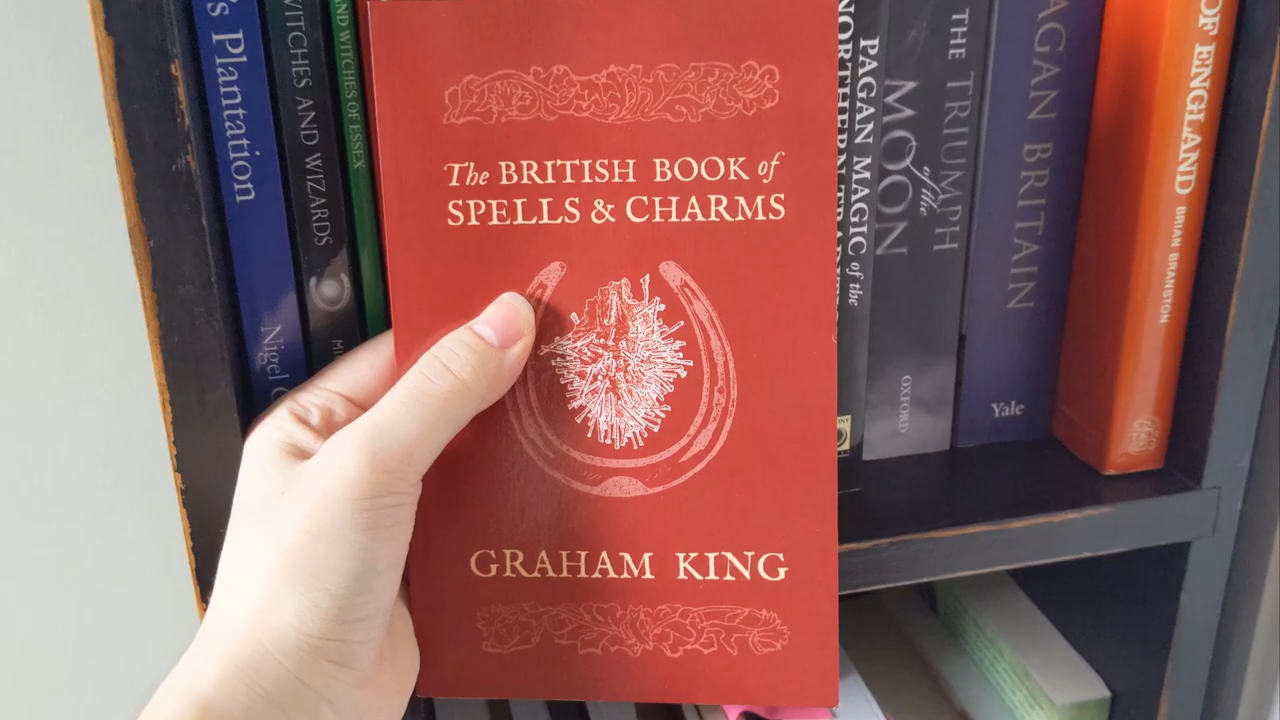 's Plantation
Nigel
WITCHES AND WIZARDS
AND WITCHES OF ESSEX
The BRITISH BOOK of
SPELLS & CHARMS
GRAHAM KING
PAGAN MAGIC of the
NORTHERN
THE TRIUMPH
of the
MOON
OXFORD
PAGAN BRITAIN
Yale
OF ENGLAND
BRIAN BRANSTON